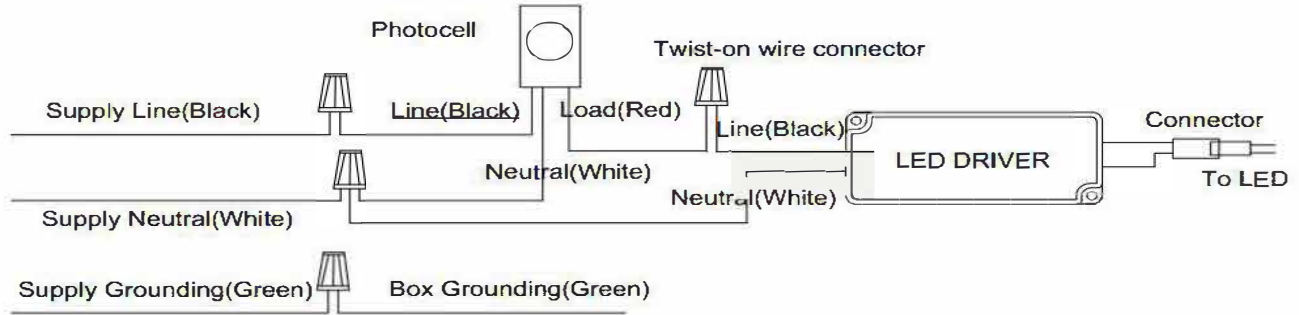 Photocell
Twist-on wire connector
Supply Line(Black)
Line(Black)
Load(Red)
Line(Black)
Connector
LED DRIVER
Neutral(White)
To LED
Neutral(White)
Supply Neutral(White)
Supply Grounding(Green)
Box Grounding(Green)